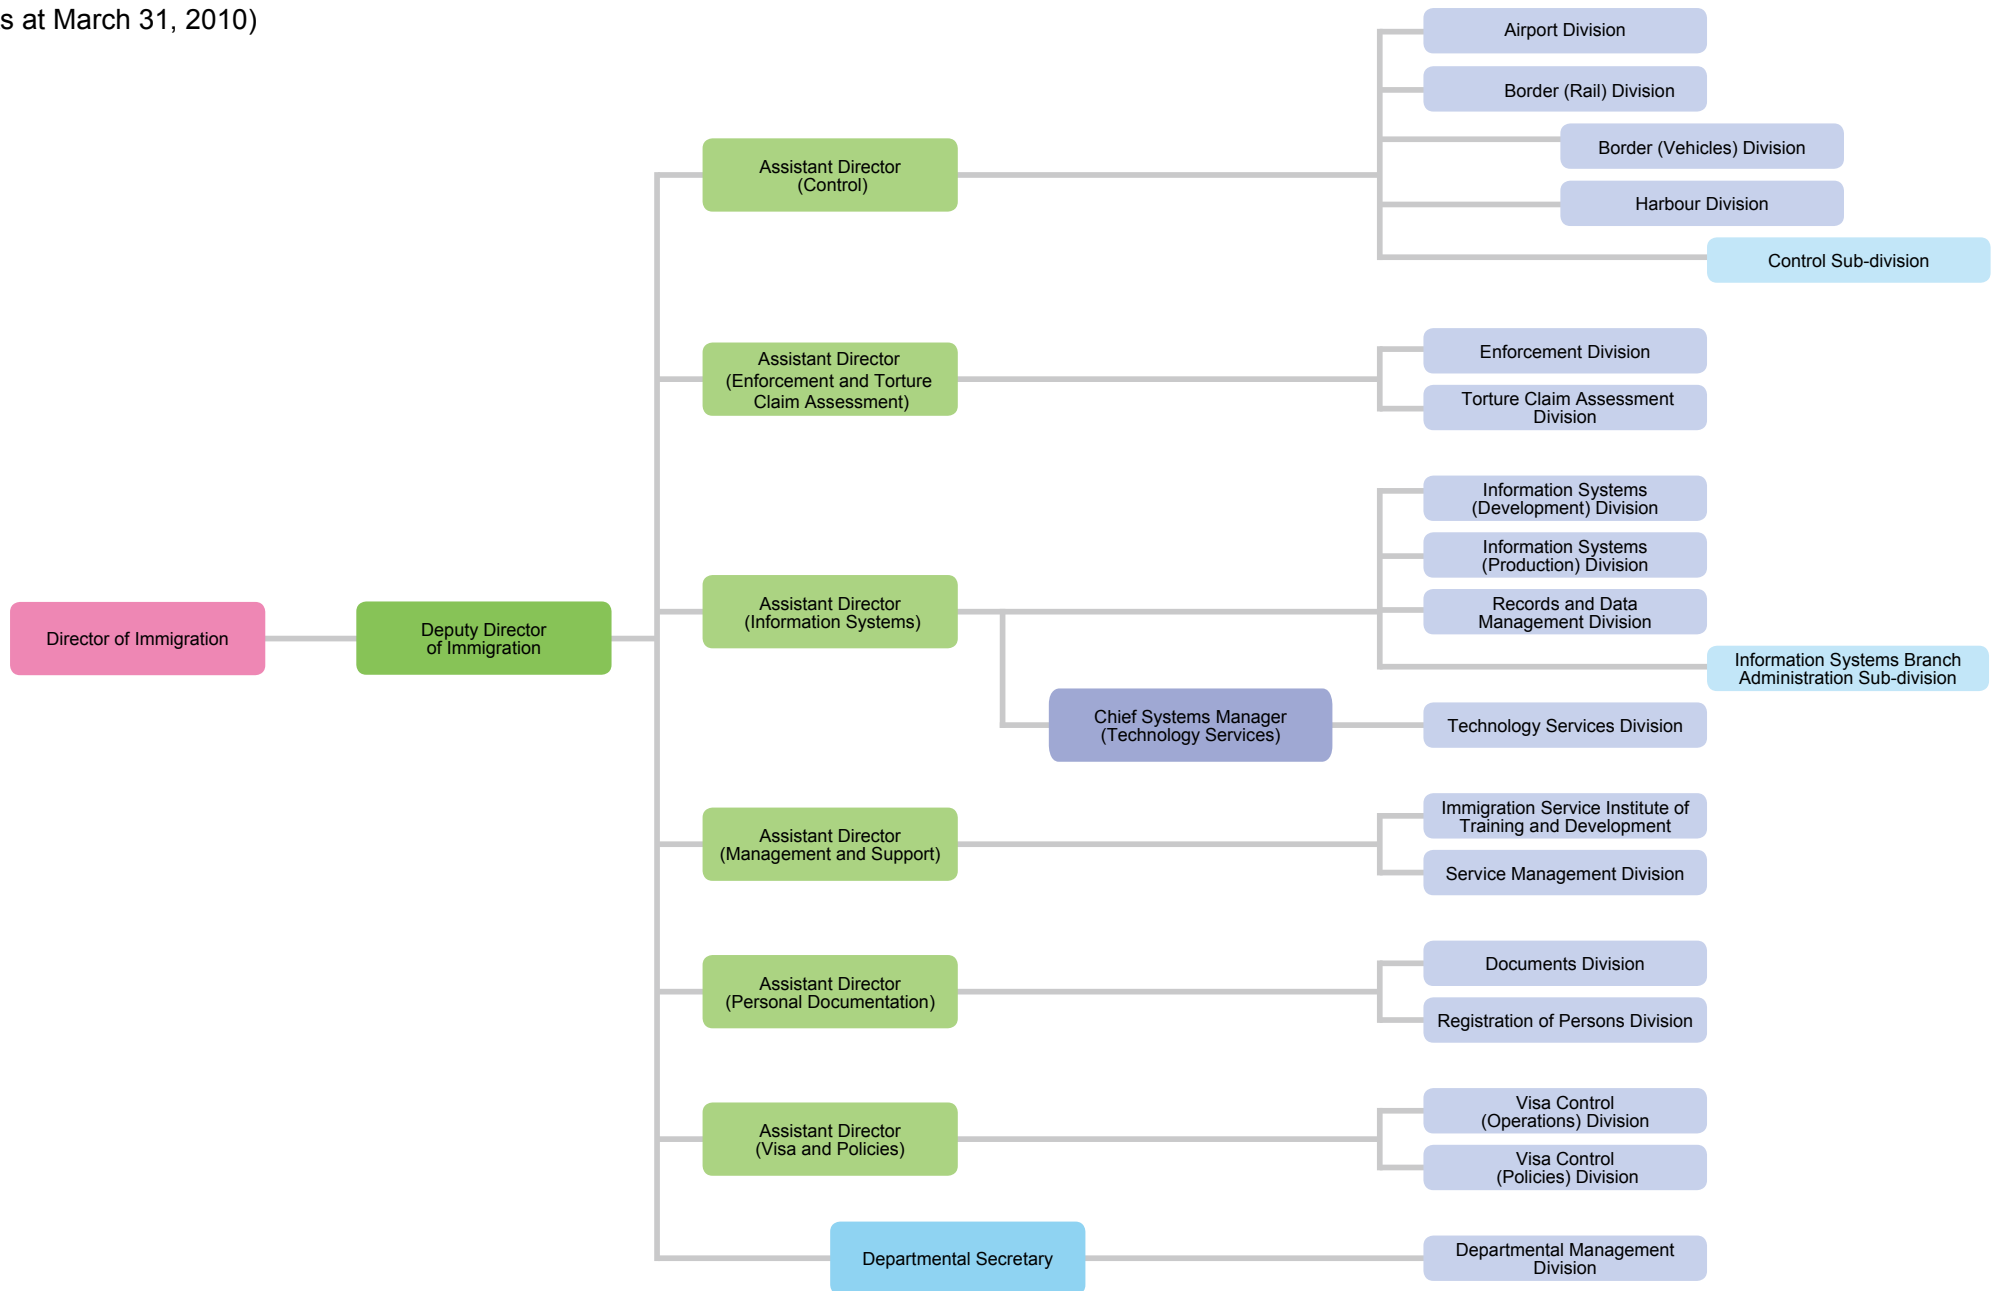 s at March 31, 2010)
Airport Division
Border (Rail) Division
Border (Vehicles) Division
Harbour Division
Control Sub-division
Assistant Director
(Control)
Assistant Director
(Enforcement and Torture
Claim Assessment)
Enforcement Division
Torture Claim Assessment
Division
Information Systems
(Development) Division
Information Systems
(Production) Division
Records and Data
Management Division
Information Systems Branch
Administration Sub-division
Assistant Director
(Information Systems)
Director of Immigration
Deputy Director
of Immigration
Chief Systems Manager
(Technology Services)
Technology Services Division
Assistant Director
(Management and Support)
Immigration Service Institute of
Training and Development
Service Management Division
Assistant Director
(Personal Documentation)
Documents Division
Registration of Persons Division
Assistant Director
(Visa and Policies)
Visa Control
(Operations) Division
Visa Control
(Policies) Division
Departmental Secretary
Departmental Management
Division